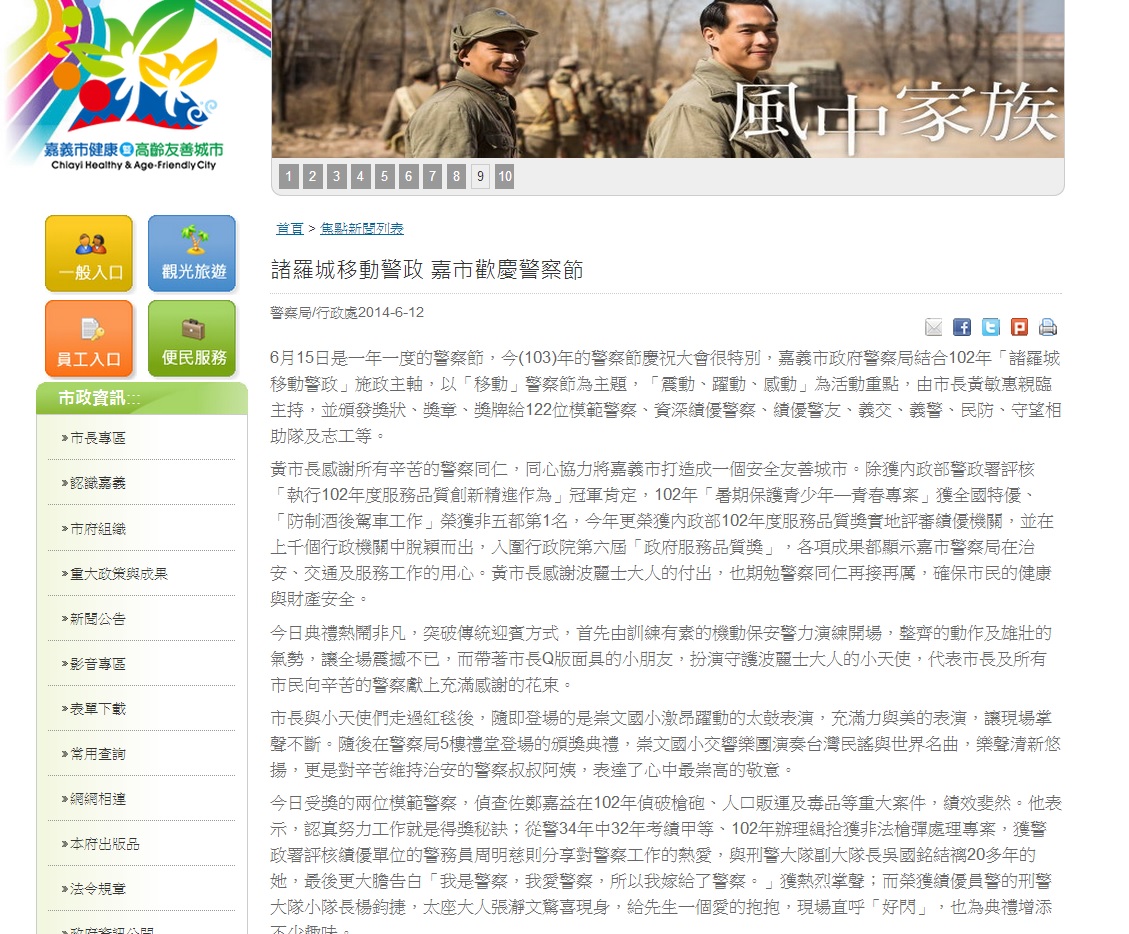 風中家族
嘉義市健康暨高齡友善城市
Chiayi Healthy & Age-Friendly City
1 2 3 4 5 6 7 8 9 10
一般入口
觀光旅遊
員工入口
便民服務
市政資訊:::
»市長專區
»認識嘉義
»市府組織
»重大政策與成果
»新聞公告
»影音專區
»表單下載
»常用查詢
»網網相連
»本府出版品
»法令規章
»政府資訊公開
首頁 > 焦點新聞列表
諸羅城移動警政 嘉市歡慶警察節
警察局/行政處2014-6-12
6月15日是一年一度的警察節，今(103)年的警察節慶祝大會很特別，嘉義市政府警察局結合102年「諸羅城
移動警政」施政主軸，以「移動」警察節為主題，「震動、躍動、感動」為活動重點，由市長黃敏惠親臨
主持，並頒發獎狀、獎章、獎牌給122位模範警察、資深績優警察、績優警友、義交、義警、民防、守望相
助隊及志工等。
黃市長感謝所有辛苦的警察同仁，同心協力將嘉義市打造成一個安全友善城市。除獲內政部警政署評核
「執行102年度服務品質創新精進作為」冠軍肯定，102年「暑期保護青少年—青春專案」獲全國特優、
「防制酒後駕車工作」榮獲非五都第1名，今年更榮獲內政部102年度服務品質獎實地評審績優機關，並在
上千個行政機關中脫穎而出，入圍行政院第六屆「政府服務品質獎」，各項成果都顯示嘉市警察局在治
安、交通及服務工作的用心。黃市長感謝波麗士大人的付出，也期勉警察同仁再接再厲，確保市民的健康
與財產安全。
今日典禮熱鬧非凡，突破傳統迎賓方式，首先由訓練有素的機動保安警力演練開場，整齊的動作及雄壯的
氣勢，讓全場震撼不已，而帶著市長Q版面具的小朋友，扮演守護波麗士大人的小天使，代表市長及所有
市民向辛苦的警察獻上充滿感謝的花束。
市長與小天使們走過紅毯後，隨即登場的是崇文國小激昂躍動的太鼓表演，充滿力與美的表演，讓現場掌
聲不斷。隨後在警察局5樓禮堂登場的頒獎典禮，崇文國小交響樂團演奏台灣民謠與世界名曲，樂聲清新悠
揚，更是對辛苦維持治安的警察叔叔阿姨，表達了心中最崇高的敬意。
今日受獎的兩位模範警察，偵查佐鄭嘉益在102年偵破槍砲、人口販運及毒品等重大案件，績效斐然。他表
示，認真努力工作就是得獎秘訣；從警34年中32年考績甲等、102年辦理緝拾獲非法槍彈處理專案，獲警
政署評核績優單位的警務員周明慈則分享對警察工作的熱愛，與刑警大隊副大隊長吳國銘結褵20多年的
她，最後更大膽告白「我是警察，我愛警察，所以我嫁給了警察。」獲熱烈掌聲；而榮獲績優員警的刑警
大隊小隊長楊鈞捷，太座大人張瀞文驚喜現身，給先生一個愛的抱抱，現場直呼「好閃」，也為典禮增添
不少趣味。